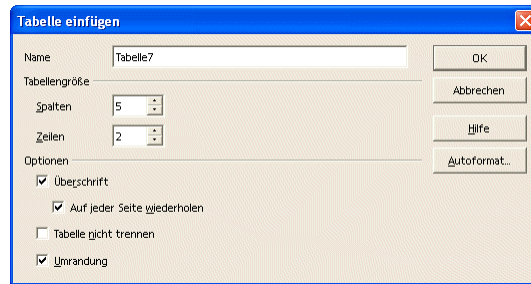 Tabelle einfügen
Name Tabelle7
OK
Tabellengröße
Abbrechen
Spalten 5
Zeilen 2
Hilfe
Optionen
Autoformat...
Überschrift
Auf jeder Seite wiederholen
Tabelle nicht trennen
Umrandung